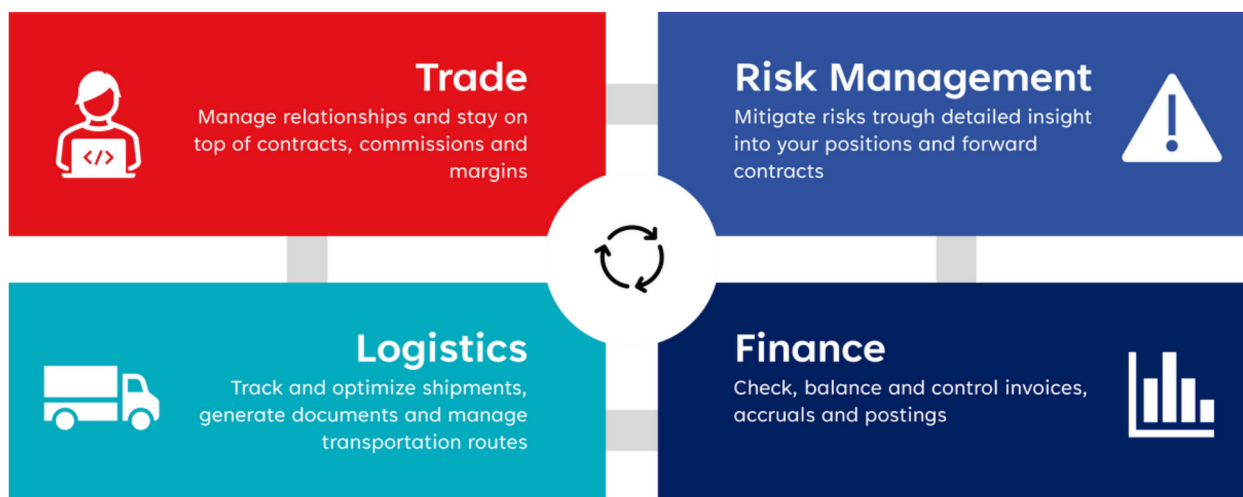 Trade
Manage relationships and stay on
top of contracts, commissions and
margins
Risk Management
Mitigate risks trough detailed insight
into your positions and forward
contracts
Logistics
Track and optimize shipments,
generate documents and manage
transportation routes
Finance
Check, balance and control invoices,
accruals and postings